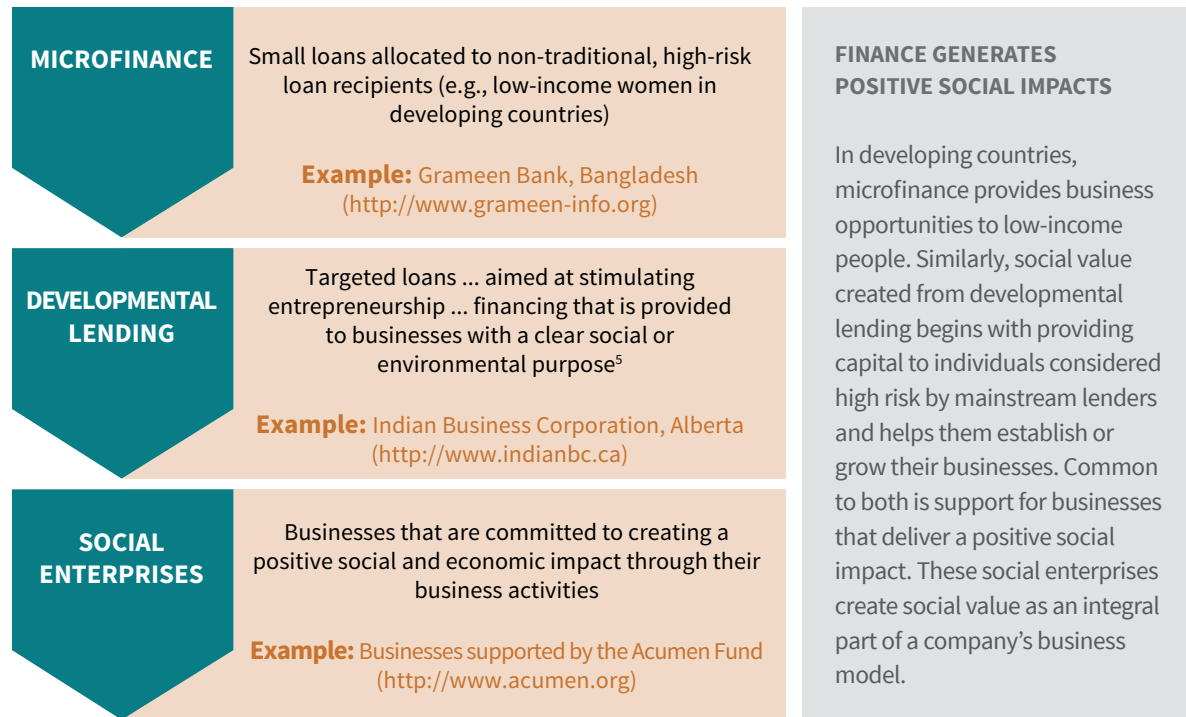 MICROFINANCE
Small loans allocated to non-traditional, high-risk
loan recipients (e.g., low-income women in
developing countries)
Example: Grameen Bank, Bangladesh
(http://www.grameen-info.org)
DEVELOPMENTAL
LENDING
Targeted loans ... aimed at stimulating
entrepreneurship ... financing that is provided
to businesses with a clear social or
environmental purpose⁵
Example: Indian Business Corporation, Alberta
(http://www.indianbc.ca)
SOCIAL
ENTERPRISES
Businesses that are committed to creating a
positive social and economic impact through their
business activities
Example: Businesses supported by the Acumen Fund
(http://www.acumen.org)
FINANCE GENERATES
POSITIVE SOCIAL IMPACTS
In developing countries,
microfinance provides business
opportunities to low-income
people. Similarly, social value
created from developmental
lending begins with providing
capital to individuals considered
high risk by mainstream lenders
and helps them establish or
grow their businesses. Common
to both is support for businesses
that deliver a positive social
impact. These social enterprises
create social value as an integral
part of a company’s business
model.